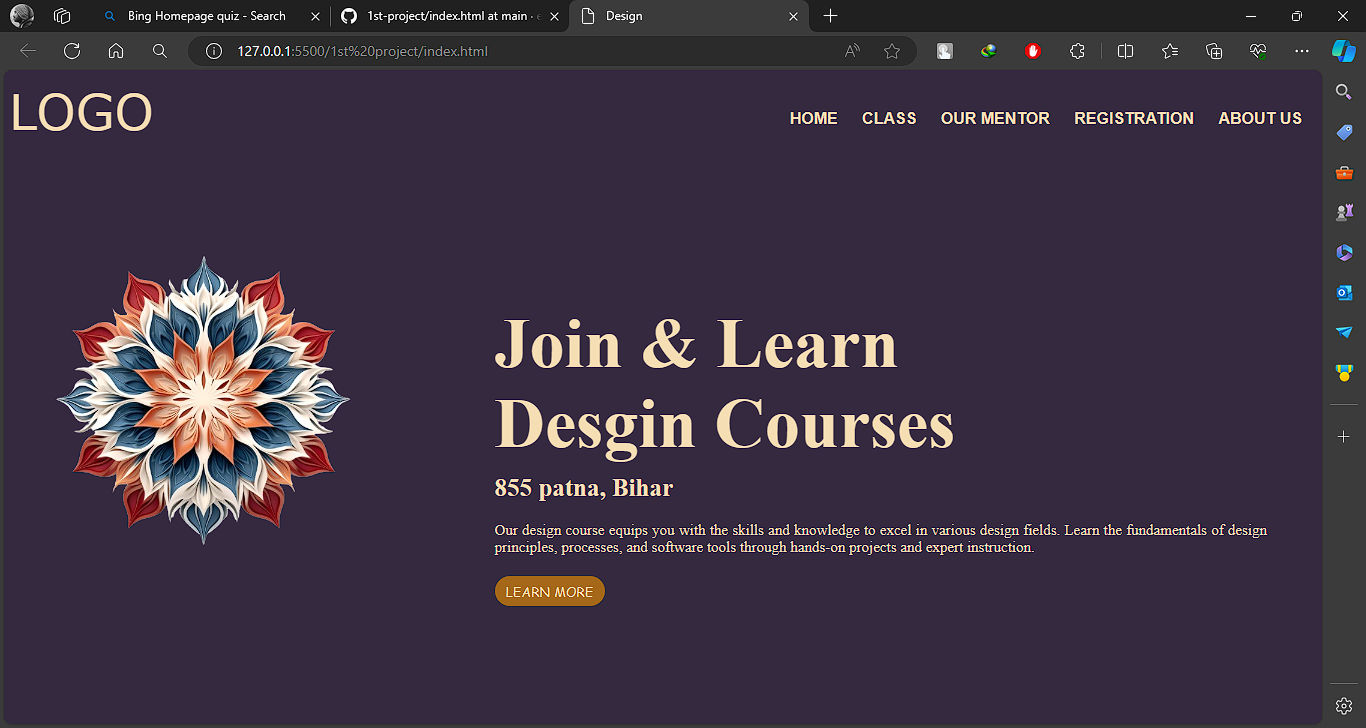 Bing Homepage quiz - Search
1st-project/index.html at main ·
Design
127.0.0.1:5500/1st%20project/index.html
LOGO
HOME CLASS OUR MENTOR REGISTRATION ABOUT US
Join & Learn
Desgin Courses
855 patna, Bihar
Our design course equips you with the skills and knowledge to excel in various design fields. Learn the fundamentals of design
principles, processes, and software tools through hands-on projects and expert instruction.
LEARN MORE